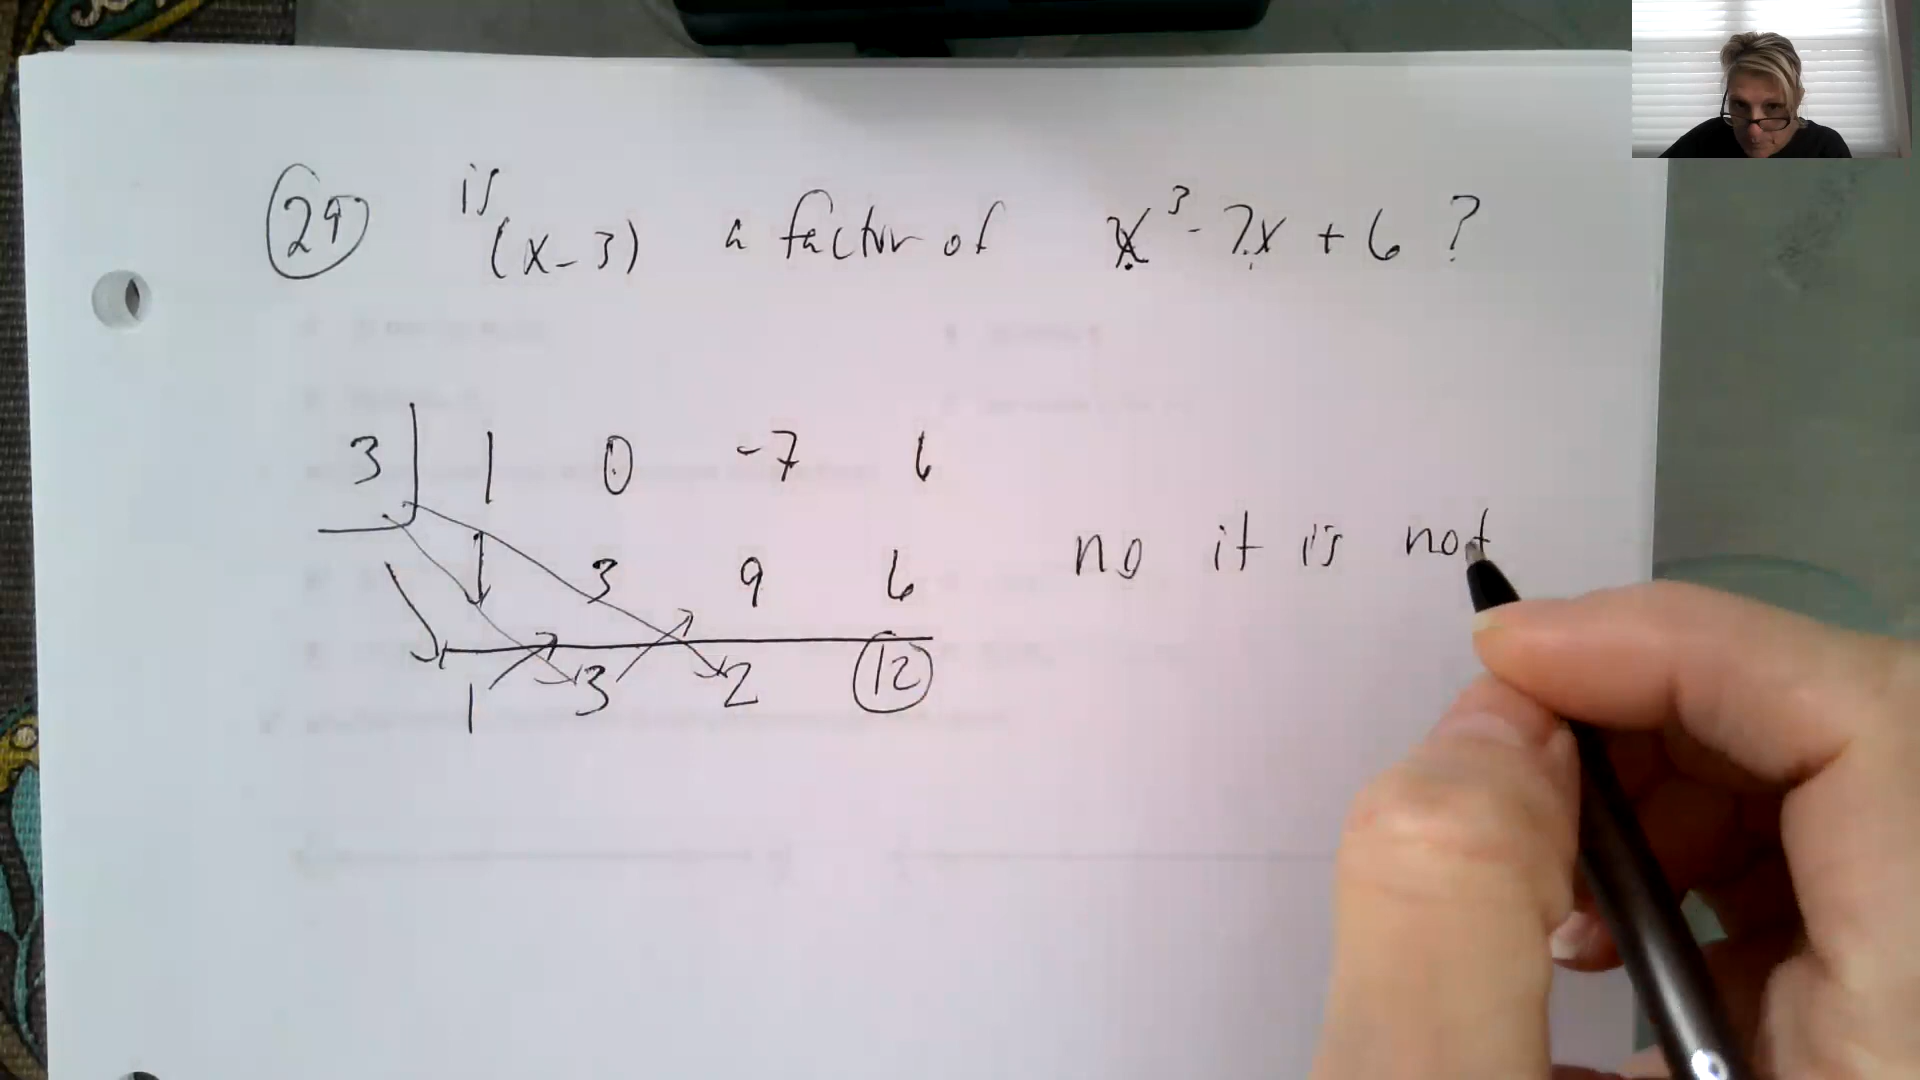 29 is (x-3) a factor of x³ - 7x + 6 ?
3 1 0 -7 6
3 9 6
1 3 2 12
no it is not